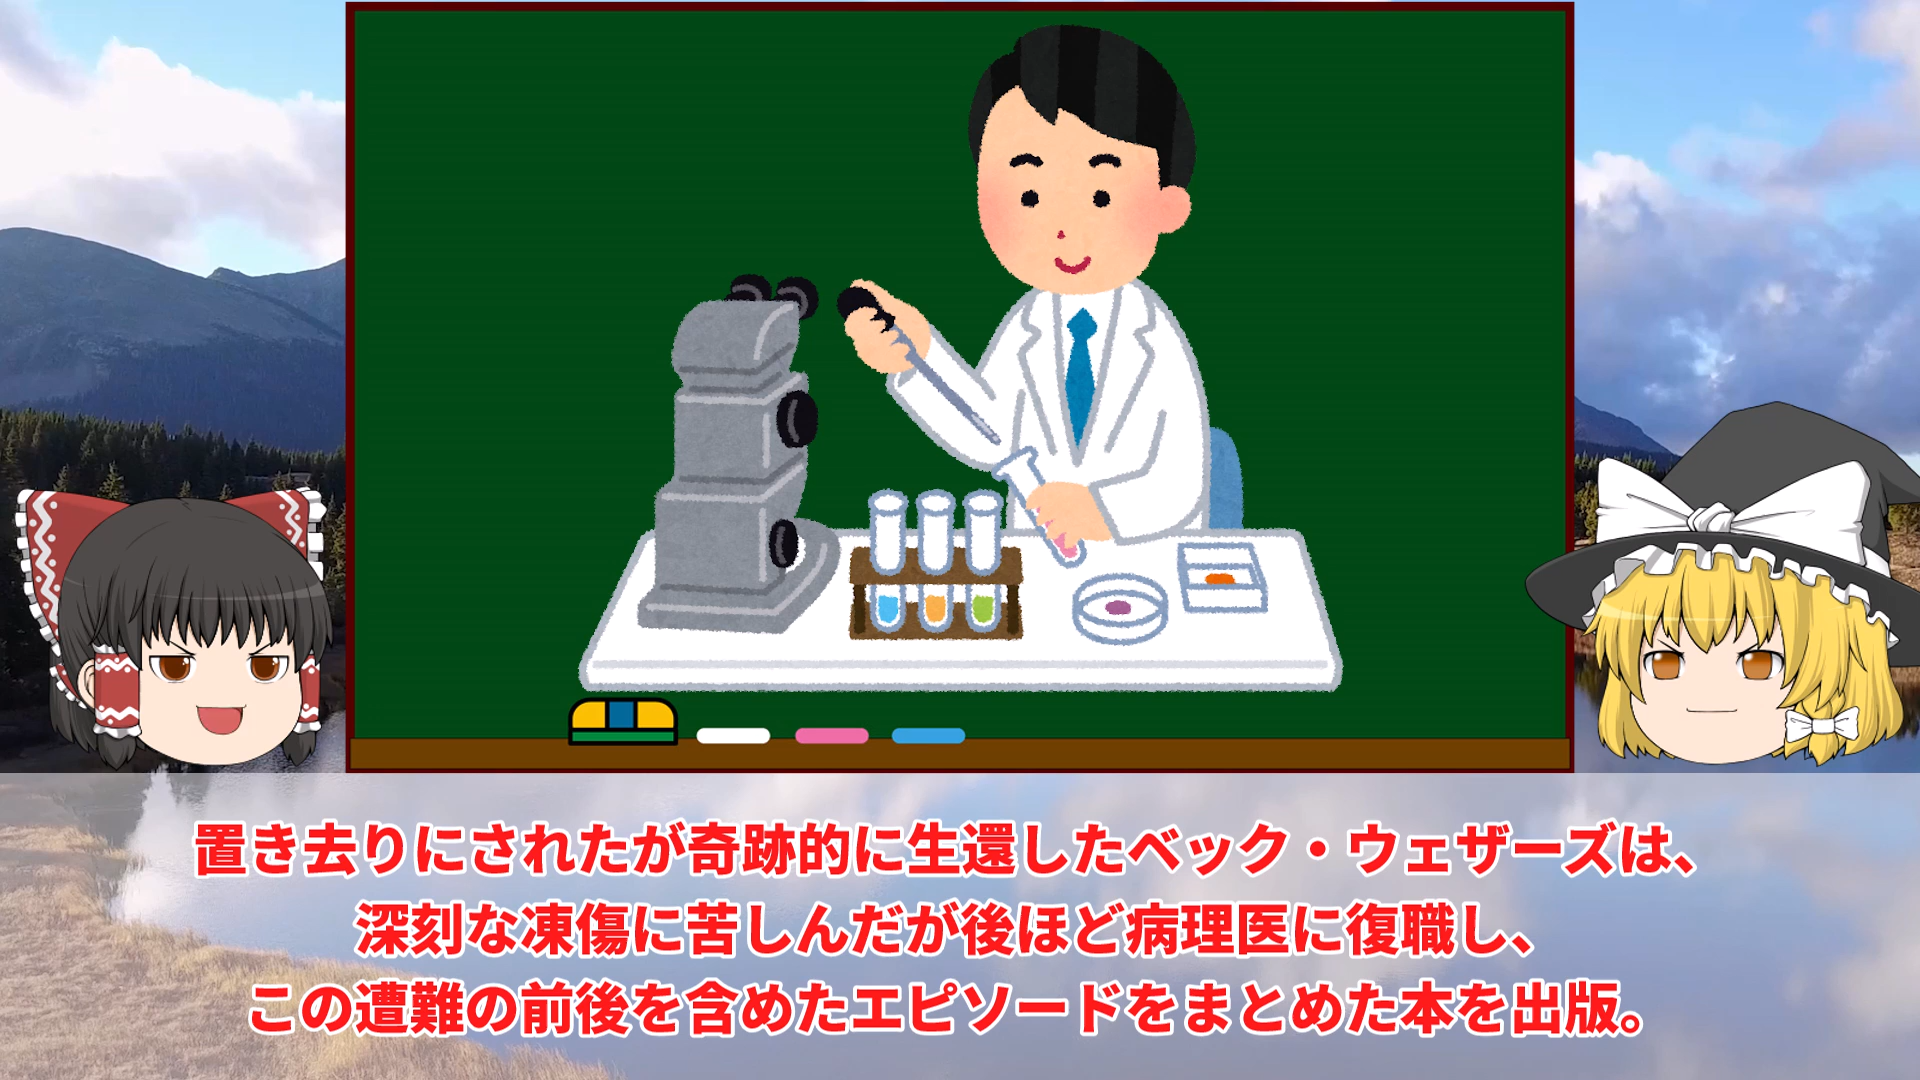 置き去りにされたが奇跡的に生還したベック・ウェザーズは、
深刻な凍傷に苦しんだが後ほど病理医に復職し、
この遭難の前後を含めたエピソードをまとめた本を出版。